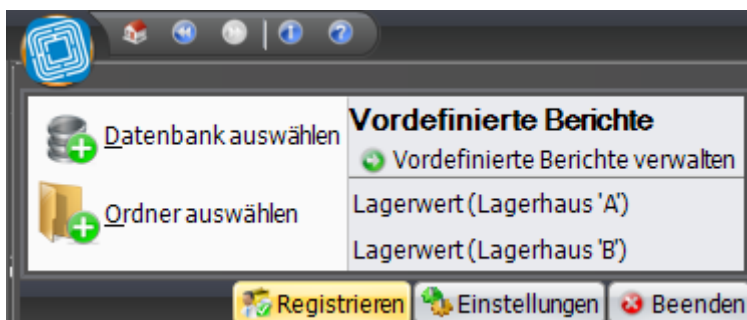 Datenbank auswählen
Ordner auswählen
Vordefinierte Berichte
Vordefinierte Berichte verwalten
Lagerwert (Lagerhaus 'A')
Lagerwert (Lagerhaus 'B')
Registrieren
Einstellungen
Beenden